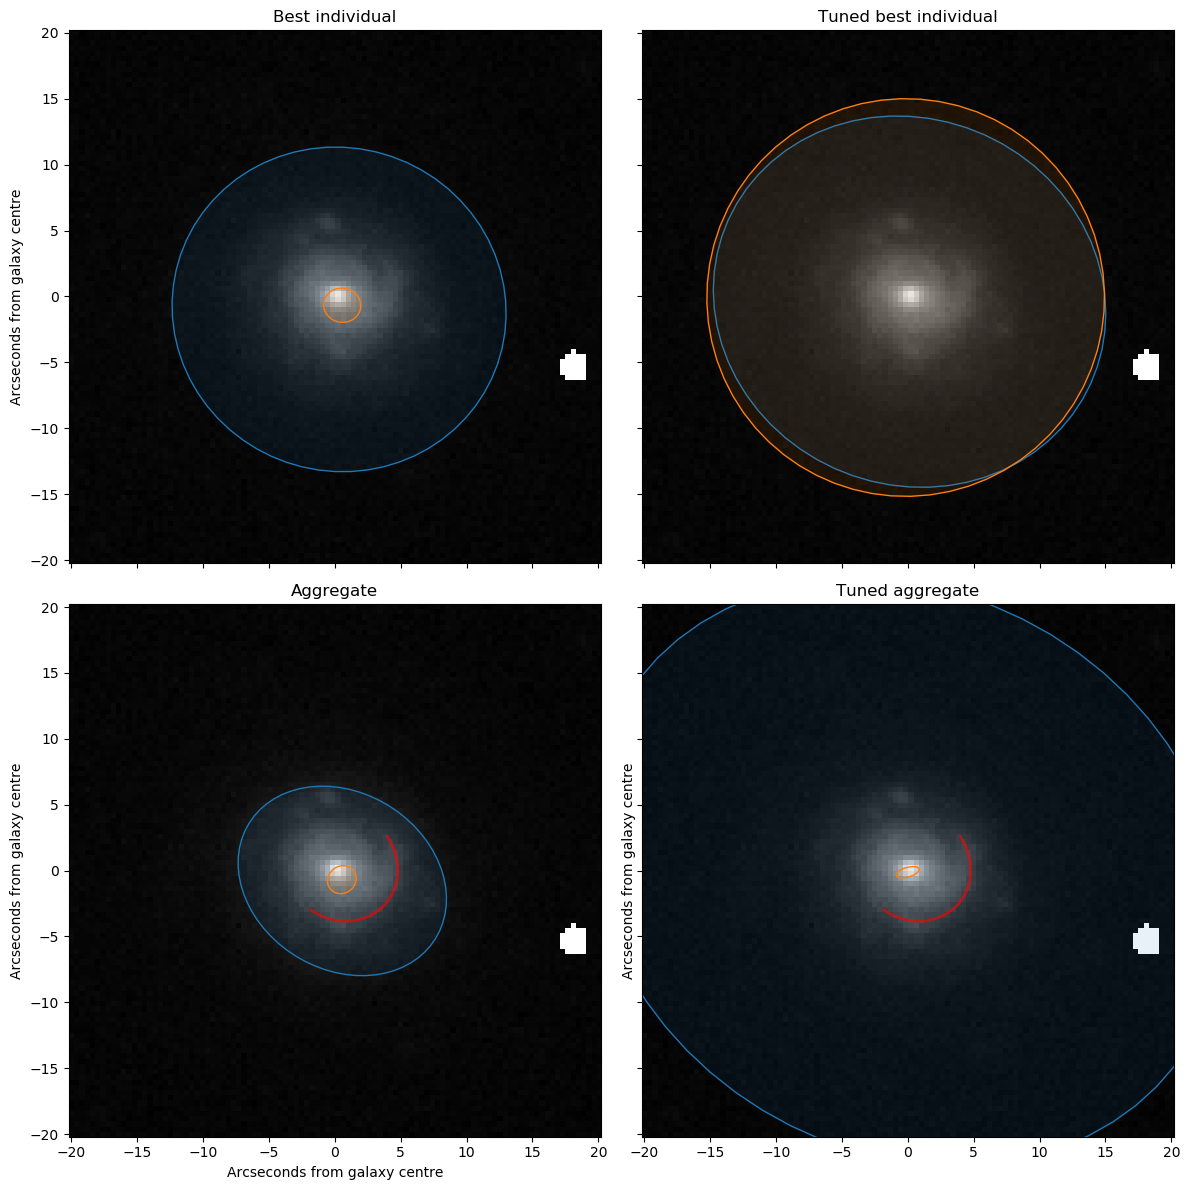 Best individual
Tuned best individual
20
15
10
5
0
−5
−10
−15
−20
Arcseconds from galaxy centre
Aggregate
Tuned aggregate
20
15
10
5
0
−5
−10
−15
−20
Arcseconds from galaxy centre
Arcseconds from galaxy centre
−20 −15 −10 −5 0 5 10 15 20
−20 −15 −10 −5 0 5 10 15 20
Arcseconds from galaxy centre